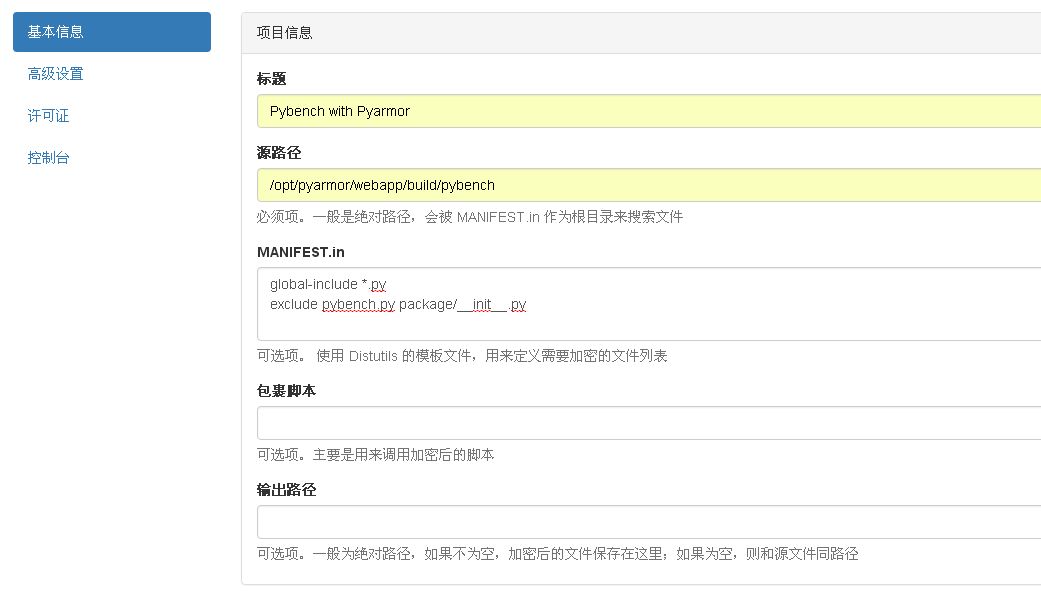 基本信息
高级设置
许可证
控制台
项目信息
标题
Pybench with Pyarmor
源路径
/opt/pyarmor/webapp/build/pybench
必须项。一般是绝对路径，会被 MANIFEST.in 作为根目录来搜索文件
MANIFEST.in
global-include *.py
exclude pybench.py package/__init__.py
可选项。 使用 Distutils 的模板文件，用来定义需要加密的文件列表
包裹脚本
可选项。主要是用来调用加密后的脚本
输出路径
可选项。一般为绝对路径，如果不为空，加密后的文件保存在这里；如果为空，则和源文件同路径